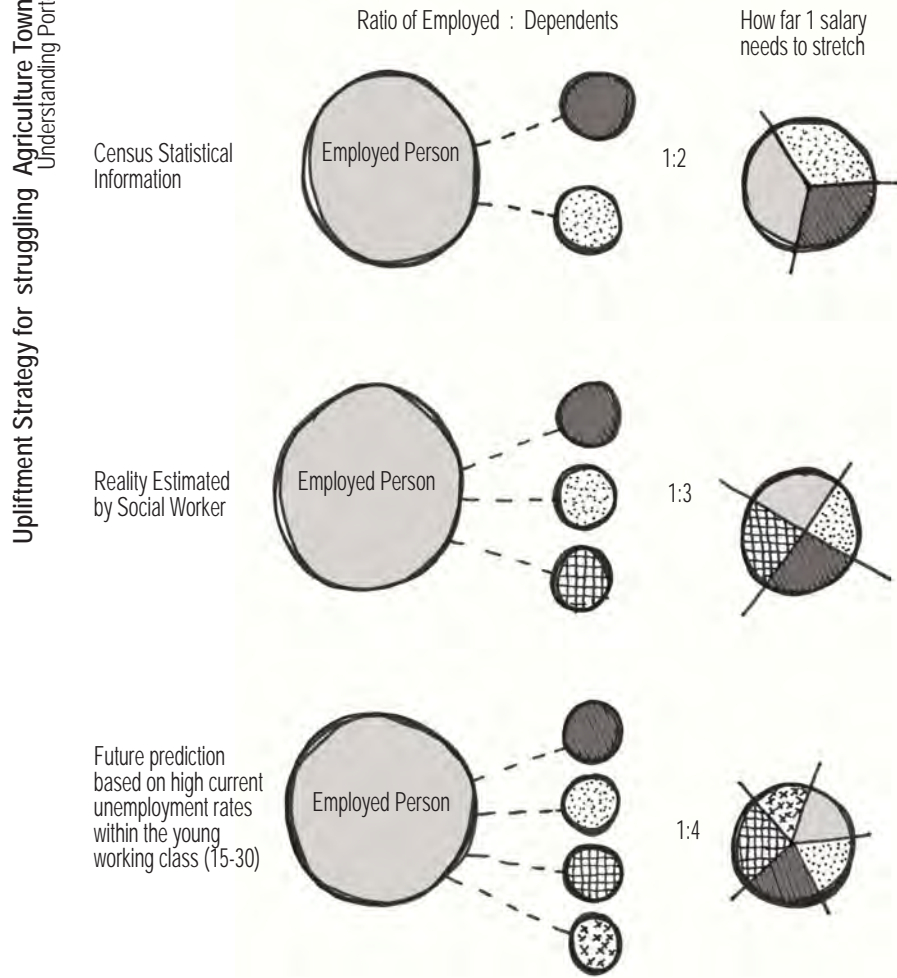 Upliftment Strategy for struggling Agriculture Town
Understanding Port
Ratio of Employed : Dependents
How far 1 salary
needs to stretch
Census Statistical
Information
Employed Person
1:2
Reality Estimated
by Social Worker
Employed Person
1:3
Future prediction
based on high current
unemployment rates
within the young
working class (15-30)
Employed Person
1:4